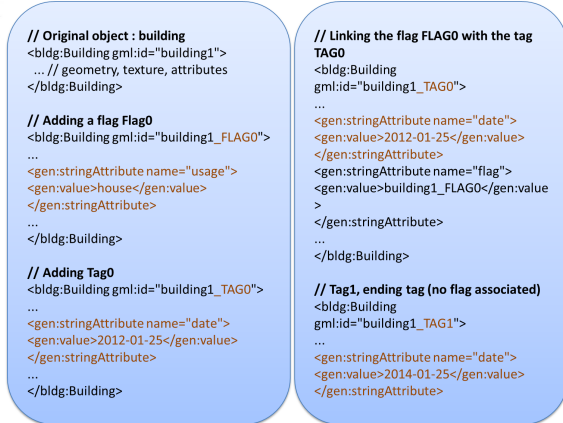 // Original object : building
<bldg:Building gml:id="building1">
... // geometry, texture, attributes
</bldg:Building>
// Adding a flag Flag0
<bldg:Building gml:id="building1_FLAG0">
...
<gen:stringAttribute name="usage">
<gen:value>house</gen:value>
</gen:stringAttribute>
...
</bldg:Building>
// Adding Tag0
<bldg:Building gml:id="building1_TAG0">
...
<gen:stringAttribute name="date">
<gen:value>2012-01-25</gen:value>
</gen:stringAttribute>
...
</bldg:Building>
// Linking the flag FLAG0 with the tag
TAG0
<bldg:Building
gml:id="building1_TAG0">
...
<gen:stringAttribute name="date">
<gen:value>2012-01-25</gen:value>
</gen:stringAttribute>
<gen:stringAttribute name="flag">
<gen:value>building1_FLAG0</gen:value
>
</gen:stringAttribute>
...
</bldg:Building>
// Tag1, ending tag (no flag associated)
<bldg:Building
gml:id="building1_TAG1">
...
<gen:stringAttribute name="date">
<gen:value>2014-01-25</gen:value>
</gen:stringAttribute>